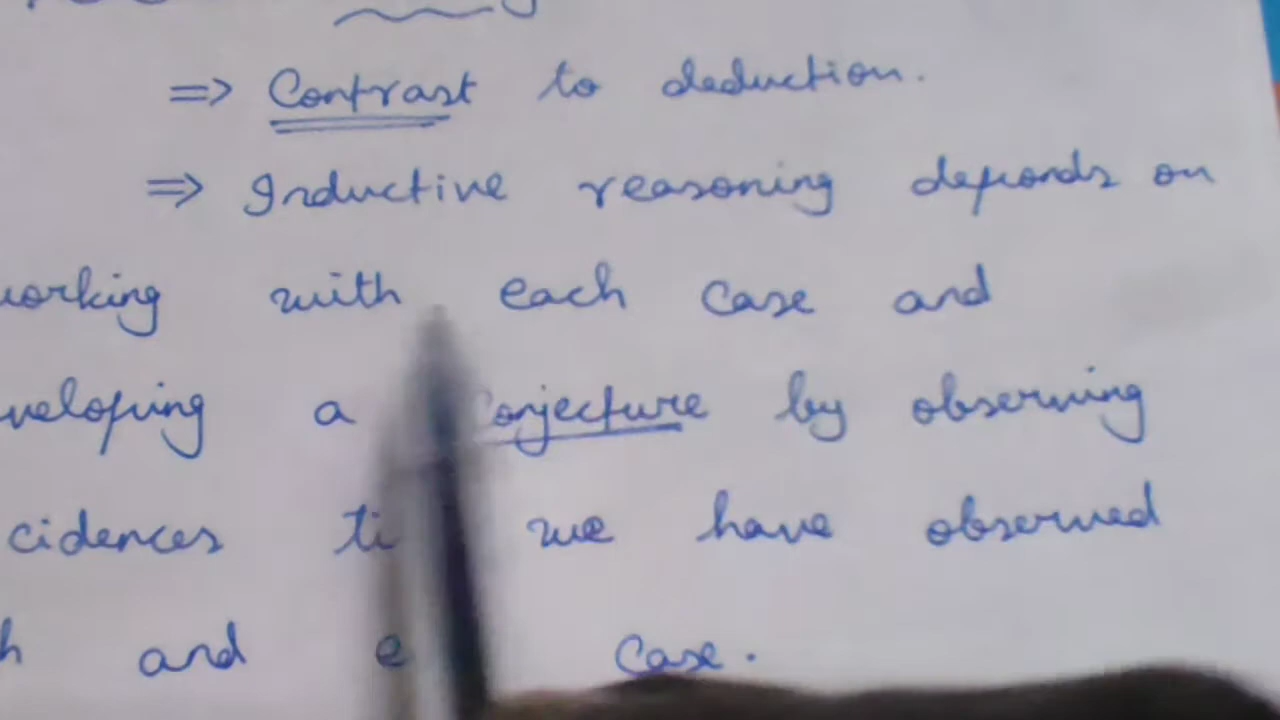 => Contrast to deduction.
=> Inductive reasoning depends on
working with each case and
veloping a Conjecture by observing
cidences we have observed
and case.